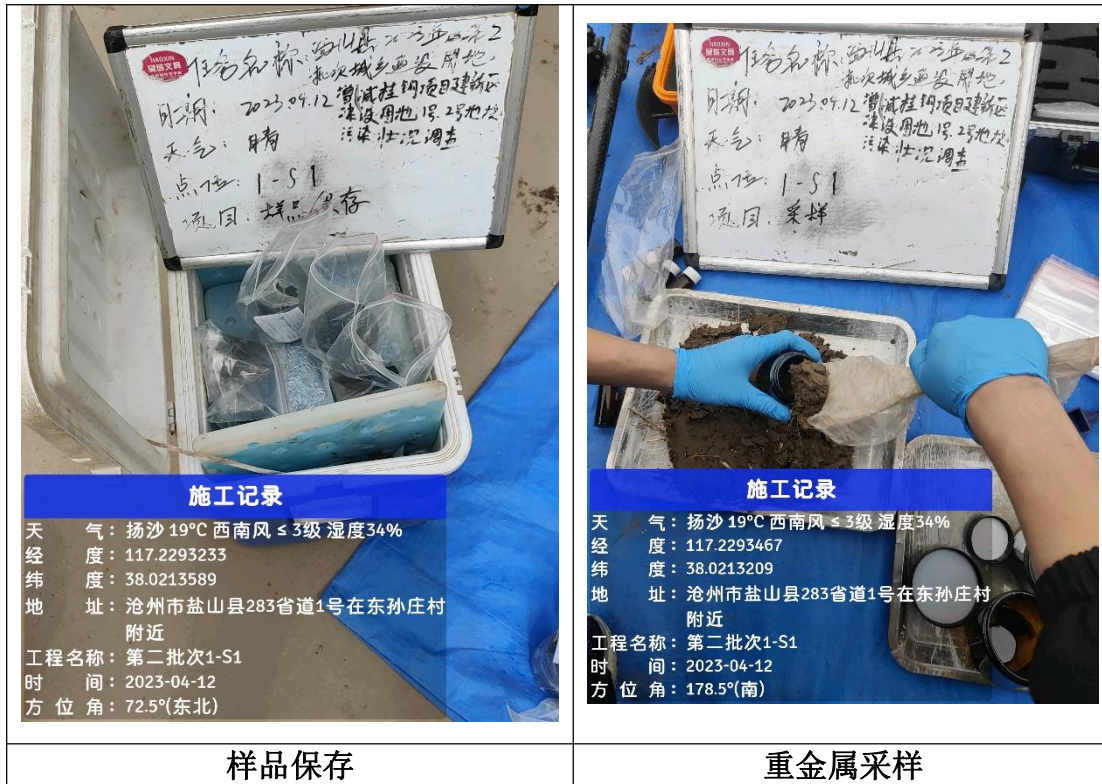 HAOXIN
皇信文具
任务名称: 盐山县2023年度第2
批次城乡建设用地
增减挂钩项目建新区
日期: 2023.04.12
建设用地1号、2号地块
天气: 晴
污染状况调查
点位: 1-S1
项目: 样品保存
施工记录
天 气: 扬沙 19℃ 西南风 ≤ 3级 湿度34%
经 度: 117.2293233
纬 度: 38.0213589
地 址: 沧州市盐山县283省道1号在东孙庄村
附近
工程名称: 第二批次1-S1
时 间: 2023-04-12
方 位 角: 72.5°(东北)
样品保存
HAOXIN
皇信文具
任务名称: 盐山县2023年度第2
批次城乡建设用地
增减挂钩项目建新区
日期: 2023.04.12
建设用地1号、2号地块
天气: 晴
污染状况调查
点位: 1-S1
项目: 采样
施工记录
天 气: 扬沙 19℃ 西南风 ≤ 3级 湿度34%
经 度: 117.2293467
纬 度: 38.0213209
地 址: 沧州市盐山县283省道1号在东孙庄村
附近
工程名称: 第二批次1-S1
时 间: 2023-04-12
方 位 角: 178.5°(南)
重金属采样